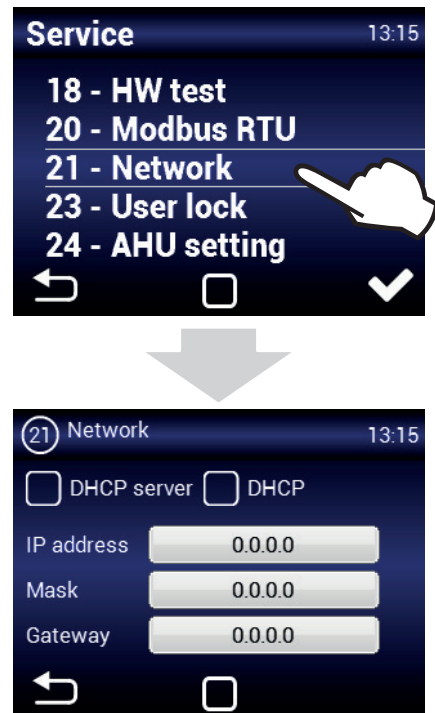 Service 13:15
18 - HW test
20 - Modbus RTU
21 - Network
23 - User lock
24 - AHU setting
21 Network 13:15
DHCP server DHCP
IP address 0.0.0.0
Mask 0.0.0.0
Gateway 0.0.0.0